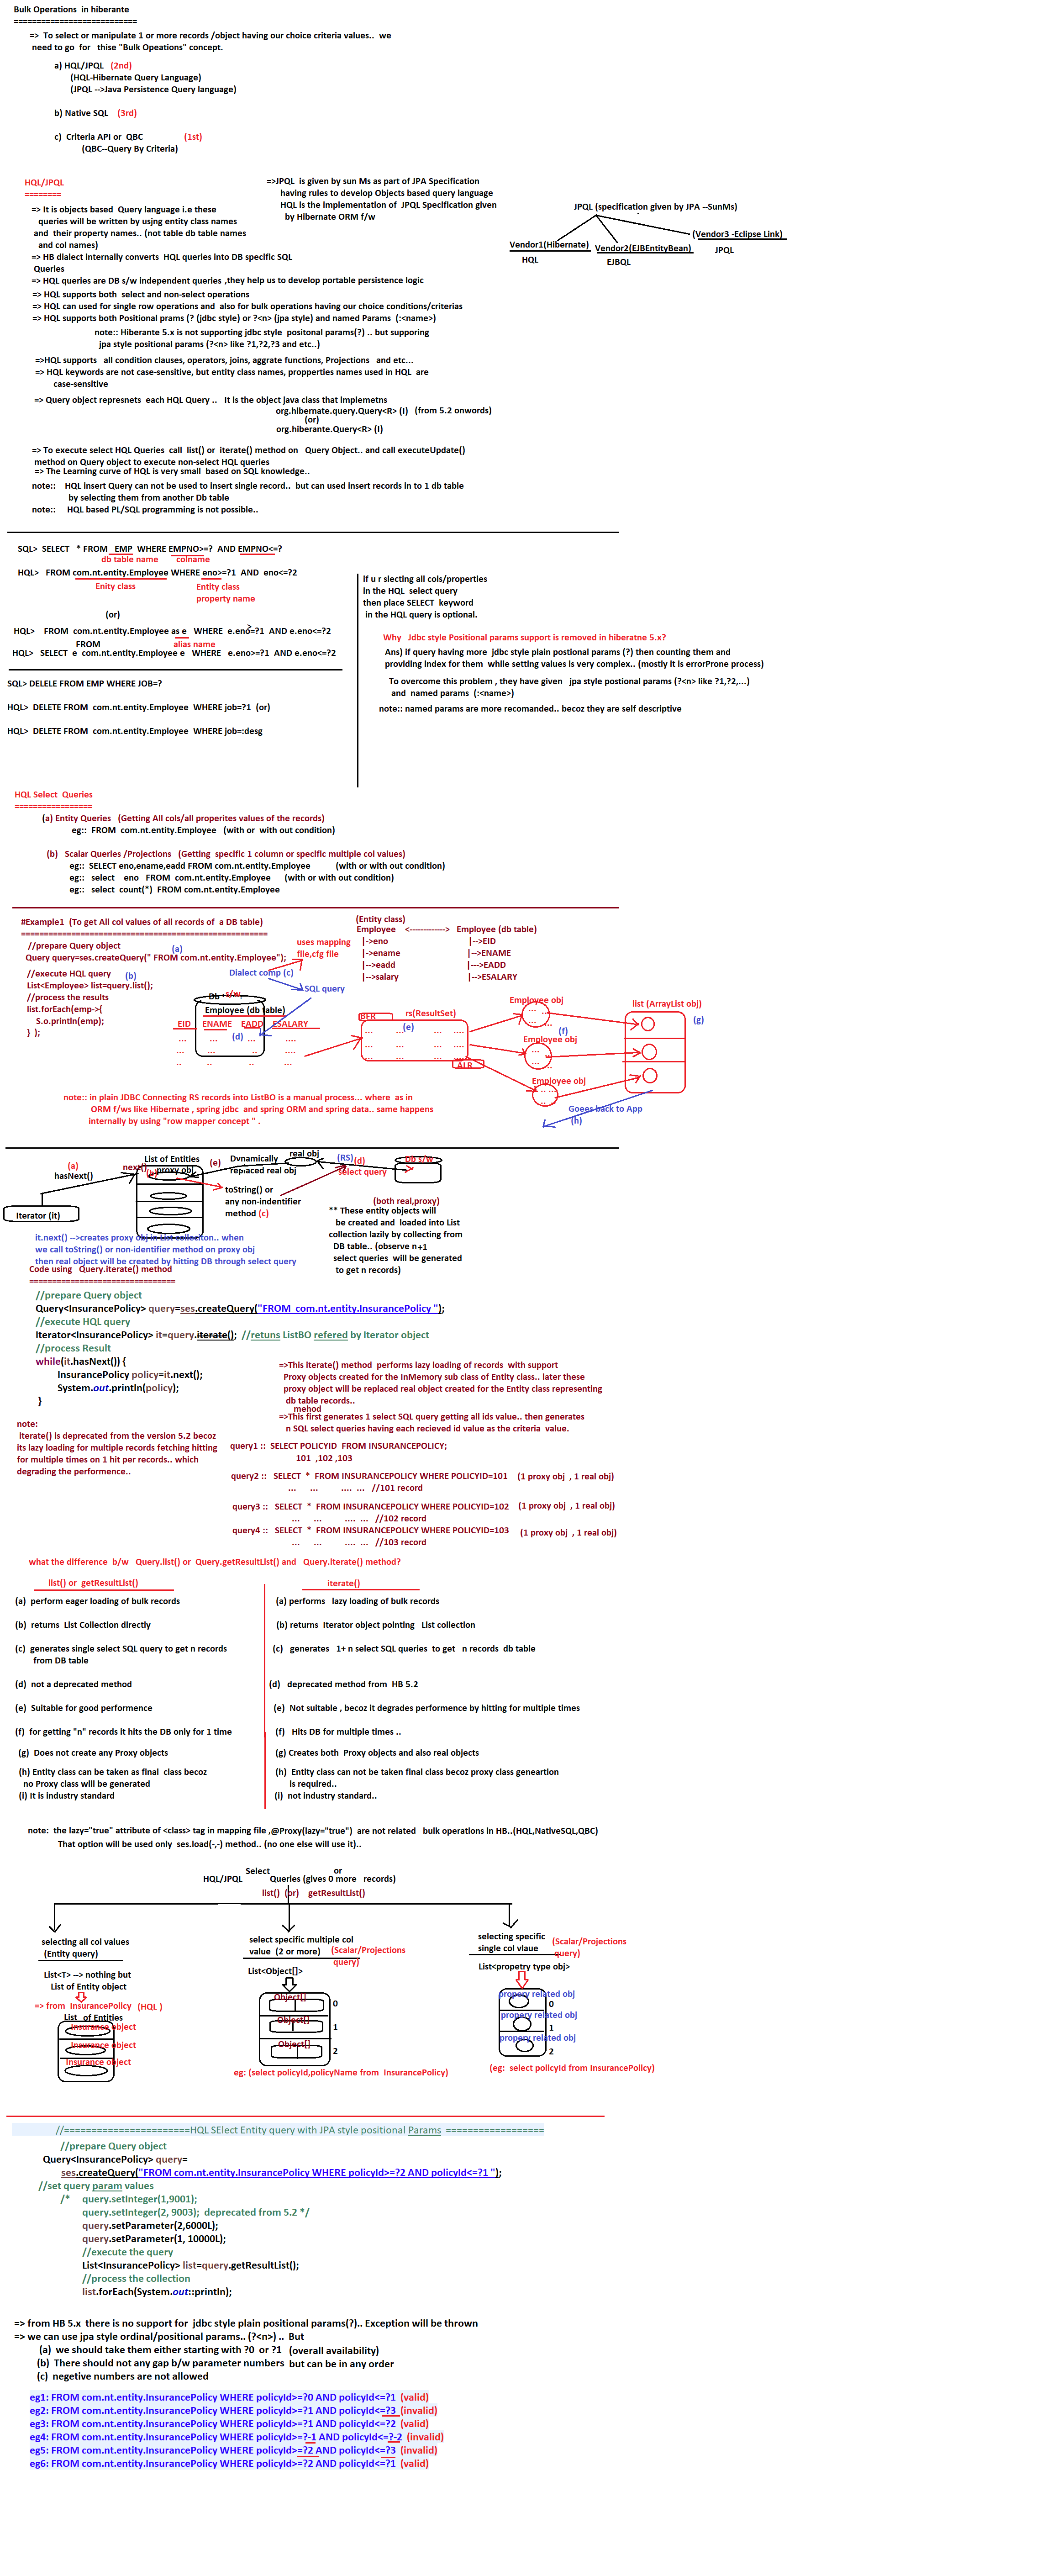 Bulk Operations in hiberante
===========================
=> To select or manipulate 1 or more records /object having our choice criteria values.. we
need to go for thise "Bulk Opeations" concept.
a) HQL/JPQL (2nd)
(HQL-Hibernate Query Language)
(JPQL -->Java Persistence Query language)
b) Native SQL (3rd)
c) Criteria API or QBC (1st)
(QBC--Query By Criteria)
HQL/JPQL
========
=>JPQL is given by sun Ms as part of JPA Specification
having rules to develop Objects based query language
HQL is the implementation of JPQL Specification given
by Hibernate ORM f/w
JPQL (specification given by JPA --SunMs)
Vendor1(Hibernate)
HQL
Vendor2(EJBEntityBean)
EJBQL
(Vendor3 -Eclipse Link)
JPQL
=> It is objects based Query language i.e these
queries will be written by usjng entity class names
and their property names.. (not table db table names
and col names)
=> HB dialect internally converts HQL queries into DB specific SQL
Queries
=> HQL queries are DB s/w independent queries ,they help us to develop portable persistence logic
=> HQL supports both select and non-select operations
=> HQL can used for single row operations and also for bulk operations having our choice conditions/criterias
=> HQL supports both Positional prams (? (jdbc style) or ?<n> (jpa style) and named Params (:<name>)
note:: Hiberante 5.x is not supporting jdbc style positonal params(?) .. but supporing
jpa style positional params (?<n> like ?1,?2,?3 and etc..)
=>HQL supports all condition clauses, operators, joins, aggrate functions, Projections and etc...
=> HQL keywords are not case-sensitive, but entity class names, propperties names used in HQL are
case-sensitive
=> Query object represnets each HQL Query .. It is the object java class that implemetns
org.hibernate.query.Query<R> (I) (from 5.2 onwords)
(or)
org.hiberante.Query<R> (I)
=> To execute select HQL Queries call list() or iterate() method on Query Object.. and call executeUpdate()
method on Query object to execute non-select HQL queries
=> The Learning curve of HQL is very small based on SQL knowledge..
note:: HQL insert Query can not be used to insert single record.. but can used insert records in to 1 db table
by selecting them from another Db table
note:: HQL based PL/SQL programming is not possible..
SQL> SELECT * FROM EMP WHERE EMPNO>=? AND EMPNO<=?
db table name colname
HQL> FROM com.nt.entity.Employee WHERE eno>=?1 AND eno<=?2
Enity class
Entity class
property name
(or)
>
HQL> FROM com.nt.entity.Employee as e WHERE e.eno=?1 AND e.eno<=?2
FROM alias name
HQL> SELECT e com.nt.entity.Employee e WHERE e.eno>=?1 AND e.eno<=?2
SQL> DELELE FROM EMP WHERE JOB=?
HQL> DELETE FROM com.nt.entity.Employee WHERE job=?1 (or)
HQL> DELETE FROM com.nt.entity.Employee WHERE job=:desg
if u r slecting all cols/properties
in the HQL select query
then place SELECT keyword
in the HQL query is optional.
Why Jdbc style Positional params support is removed in hiberatne 5.x?
Ans) if query having more jdbc style plain postional params (?) then counting them and
providing index for them while setting values is very complex.. (mostly it is errorProne process)
To overcome this problem , they have given jpa style postional params (?<n> like ?1,?2,...)
and named params (:<name>)
note:: named params are more recomanded.. becoz they are self descriptive
HQL Select Queries
=================
(a) Entity Queries (Getting All cols/all properites values of the records)
eg:: FROM com.nt.entity.Employee (with or with out condition)
(b) Scalar Queries /Projections (Getting specific 1 column or specific multiple col values)
eg:: SELECT eno,ename,eadd FROM com.nt.entity.Employee (with or with out condition)
eg:: select eno FROM com.nt.entity.Employee (with or with out condition)
eg:: select count(*) FROM com.nt.entity.Employee
#Example1 (To get All col values of all records of a DB table)
======================================================
//prepare Query object
(a)
Query query=ses.createQuery(" FROM com.nt.entity.Employee");
//execute HQL query (b)
List<Employee> list=query.list();
//process the results
list.forEach(emp->{
S.o.println(emp);
} );
uses mapping
file,cfg file
Dialect comp (c)
SQL query
(Entity class)
Employee <-------------> Employee (db table)
|->eno |-->EID
|->ename |-->ENAME
|-->eadd |--->EADD
|-->salary |-->ESALARY
Db s/w
Employee (db table)
EID ENAME EADD ESALARY
(d)
... ... ... ....
... ... .. ....
.. .. .. ...
BFR
rs(ResultSet)
(e)
... ... ... ....
... ... ... ....
... ... ... ....
ALR
Employee obj
(f)
Employee obj
Employee obj
list (ArrayList obj)
(g)
Goees back to App
(h)
note:: in plain JDBC Connecting RS records into ListBO is a manual process... where as in
ORM f/ws like Hibernate , spring jdbc and spring ORM and spring data.. same happens
internally by using "row mapper concept " .
(a)
hasNext()
Iterator (it)
next()
(b)
List of Entities
proxy obj
(e)
Dvnamically
replaced real obj
real obj
(RS)
(d)
select query
Db s/w
toString() or
any non-indentifier
method (c)
(both real,proxy)
** These entity objects will
be created and loaded into List
collection lazily by collecting from
DB table.. (observe n+1
select queries will be generated
to get n records)
it.next() -->creates proxy obj in List colleciton.. when
we call toString() or non-identifier method on proxy obj
then real object will be created by hitting DB through select query
Code using Query.iterate() method
================================
//prepare Query object
Query<InsurancePolicy> query=ses.createQuery("FROM com.nt.entity.InsurancePolicy ");
//execute HQL query
Iterator<InsurancePolicy> it=query.iterate(); //retuns ListBO refered by Iterator object
//process Result
while(it.hasNext()) {
InsurancePolicy policy=it.next();
System.out.println(policy);
}
note:
iterate() is deprecated from the version 5.2 becoz
its lazy loading for multiple records fetching hitting
for multiple times on 1 hit per records.. which
degrading the performence..
=>This iterate() method performs lazy loading of records with support
Proxy objects created for the InMemory sub class of Entity class.. later these
proxy object will be replaced real object created for the Entity class representing
db table records..
mehod
=>This first generates 1 select SQL query getting all ids value.. then generates
n SQL select queries having each recieved id value as the criteria value.
query1 :: SELECT POLICYID FROM INSURANCEPOLICY;
101 ,102 ,103
query2 :: SELECT * FROM INSURANCEPOLICY WHERE POLICYID=101 (1 proxy obj , 1 real obj)
... ... .... ... //101 record
query3 :: SELECT * FROM INSURANCEPOLICY WHERE POLICYID=102 (1 proxy obj , 1 real obj)
... ... .... ... //102 record
query4 :: SELECT * FROM INSURANCEPOLICY WHERE POLICYID=103 (1 proxy obj , 1 real obj)
... ... .... ... //103 record
what the difference b/w Query.list() or Query.getResultList() and Query.iterate() method?
list() or getResultList() iterate()
(a) perform eager loading of bulk records (a) performs lazy loading of bulk records
(b) returns List Collection directly (b) returns Iterator object pointing List collection
(c) generates single select SQL query to get n records (c) generates 1+ n select SQL queries to get n records db table
from DB table
(d) not a deprecated method (d) deprecated method from HB 5.2
(e) Suitable for good performence (e) Not suitable , becoz it degrades performence by hitting for multiple times
(f) for getting "n" records it hits the DB only for 1 time (f) Hits DB for multiple times ..
(g) Does not create any Proxy objects (g) Creates both Proxy objects and also real objects
(h) Entity class can be taken as final class becoz (h) Entity class can not be taken final class becoz proxy class geneartion
no Proxy class will be generated is required..
(i) It is industry standard (i) not industry standard..
note: the lazy="true" attribute of <class> tag in mapping file ,@Proxy(lazy="true") are not related bulk operations in HB..(HQL,NativeSQL,QBC)
That option will be used only ses.load(-,-) method.. (no one else will use it)..
Select or
HQL/JPQL Queries (gives 0 more records)
list() (or) getResultList()
selecting all col values
(Entity query)
List<T> --> nothing but
List of Entity object
=> from InsurancePolicy (HQL )
List of Entities
Insurance object
Insurance object
Insurance object
select specific multiple col
value (2 or more) (Scalar/Projections
query)
List<Object[]>
Object[]
0
Object[]
1
Object[]
2
eg: (select policyId,policyName from InsurancePolicy)
selecting specific
single col vlaue
(Scalar/Projections
query)
List<propetry type obj>
propery related obj
0
propery related obj
1
propery related obj
2
(eg: select policyId from InsurancePolicy)
//=======================HQL SElect Entity query with JPA style positional Params ==================
//prepare Query object
Query<InsurancePolicy> query=
ses.createQuery("FROM com.nt.entity.InsurancePolicy WHERE policyId>=?2 AND policyId<=?1 ");
//set query param values
/* query.setInteger(1,9001);
query.setInteger(2, 9003); deprecated from 5.2 */
query.setParameter(2,6000L);
query.setParameter(1, 10000L);
//execute the query
List<InsurancePolicy> list=query.getResultList();
//process the collection
list.forEach(System.out::println);
=> from HB 5.x there is no support for jdbc style plain positional params(?).. Exception will be thrown
=> we can use jpa style ordinal/positional params.. (?<n>) .. But
(a) we should take them either starting with ?0 or ?1 (overall availability)
(b) There should not any gap b/w parameter numbers but can be in any order
(c) negetive numbers are not allowed
eg1: FROM com.nt.entity.InsurancePolicy WHERE policyId>=?0 AND policyId<=?1 (valid)
eg2: FROM com.nt.entity.InsurancePolicy WHERE policyId>=?1 AND policyId<=?3 (invalid)
eg3: FROM com.nt.entity.InsurancePolicy WHERE policyId>=?1 AND policyId<=?2 (valid)
eg4: FROM com.nt.entity.InsurancePolicy WHERE policyId>=?-1 AND policyId<=?-2 (invalid)
eg5: FROM com.nt.entity.InsurancePolicy WHERE policyId>=?2 AND policyId<=?3 (invalid)
eg6: FROM com.nt.entity.InsurancePolicy WHERE policyId>=?2 AND policyId<=?1 (valid)